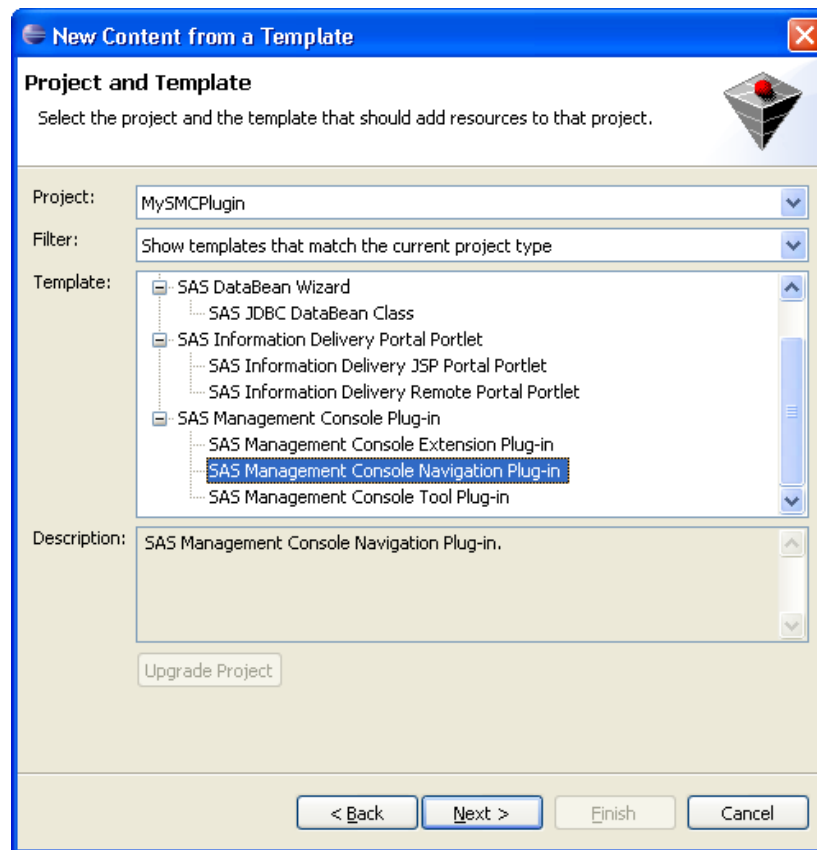 New Content from a Template
Project and Template
Select the project and the template that should add resources to that project.
Project: MySMCPlugin
Filter: Show templates that match the current project type
Template: SAS DataBean Wizard
SAS JDBC DataBean Class
SAS Information Delivery Portal Portlet
SAS Information Delivery JSP Portal Portlet
SAS Information Delivery Remote Portal Portlet
SAS Management Console Plug-in
SAS Management Console Extension Plug-in
SAS Management Console Navigation Plug-in
SAS Management Console Tool Plug-in
Description: SAS Management Console Navigation Plug-in.
Upgrade Project
< Back Next > Finish Cancel